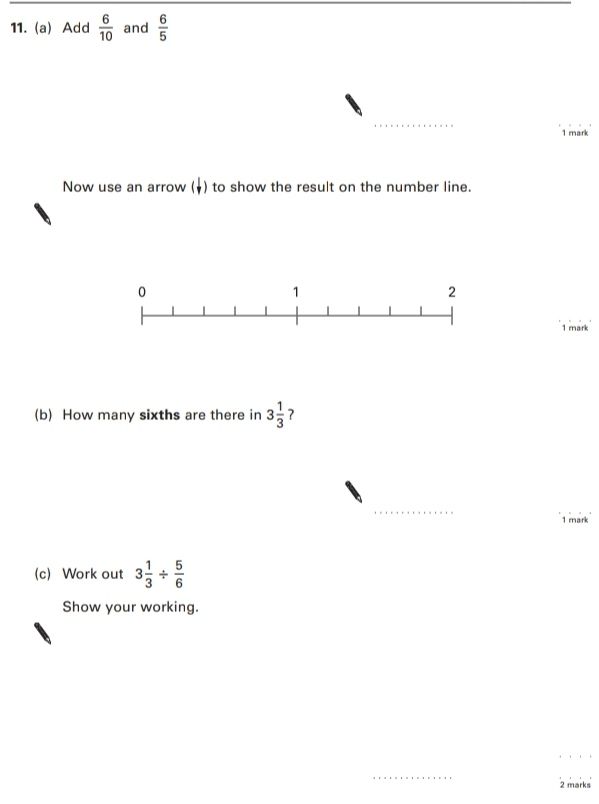 11. (a) Add 6/10 and 6/5
1 mark
Now use an arrow (↓) to show the result on the number line.
0 1 2
1 mark
(b) How many sixths are there in 3 1/3 ?
1 mark
(c) Work out 3 1/3 ÷ 5/6
Show your working.
2 marks